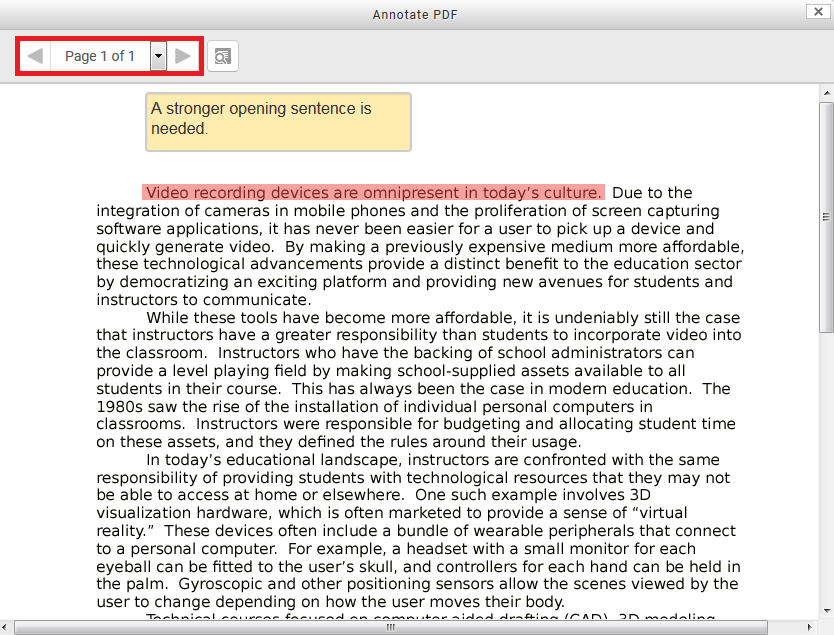 Annotate PDF
Page 1 of 1
A stronger opening sentence is
needed.
Video recording devices are omnipresent in today’s culture.  Due to the
integration of cameras in mobile phones and the proliferation of screen capturing
software applications, it has never been easier for a user to pick up a device and
quickly generate video.  By making a previously expensive medium more affordable,
these technological advancements provide a distinct benefit to the education sector
by democratizing an exciting platform and providing new avenues for students and
instructors to communicate.
While these tools have become more affordable, it is undeniably still the case
that instructors have a greater responsibility than students to incorporate video into
the classroom.  Instructors who have the backing of school administrators can
provide a level playing field by making school-supplied assets available to all
students in their course.  This has always been the case in modern education.  The
1980s saw the rise of the installation of individual personal computers in
classrooms.  Instructors were responsible for budgeting and allocating student time
on these assets, and they defined the rules around their usage.
In today’s educational landscape, instructors are confronted with the same
responsibility of providing students with technological resources that they may not
be able to access at home or elsewhere.  One such example involves 3D
visualization hardware, which is often marketed to provide a sense of “virtual
reality.”  These devices often include a bundle of wearable peripherals that connect
to a personal computer.  For example, a headset with a small monitor for each
eyeball can be fitted to the user’s skull, and controllers for each hand can be held in
the palm.  Gyroscopic and other positioning sensors allow the scenes viewed by the
user to change depending on how the user moves their body.
Technical courses focused on computer aided drafting (CAD), 3D modeling